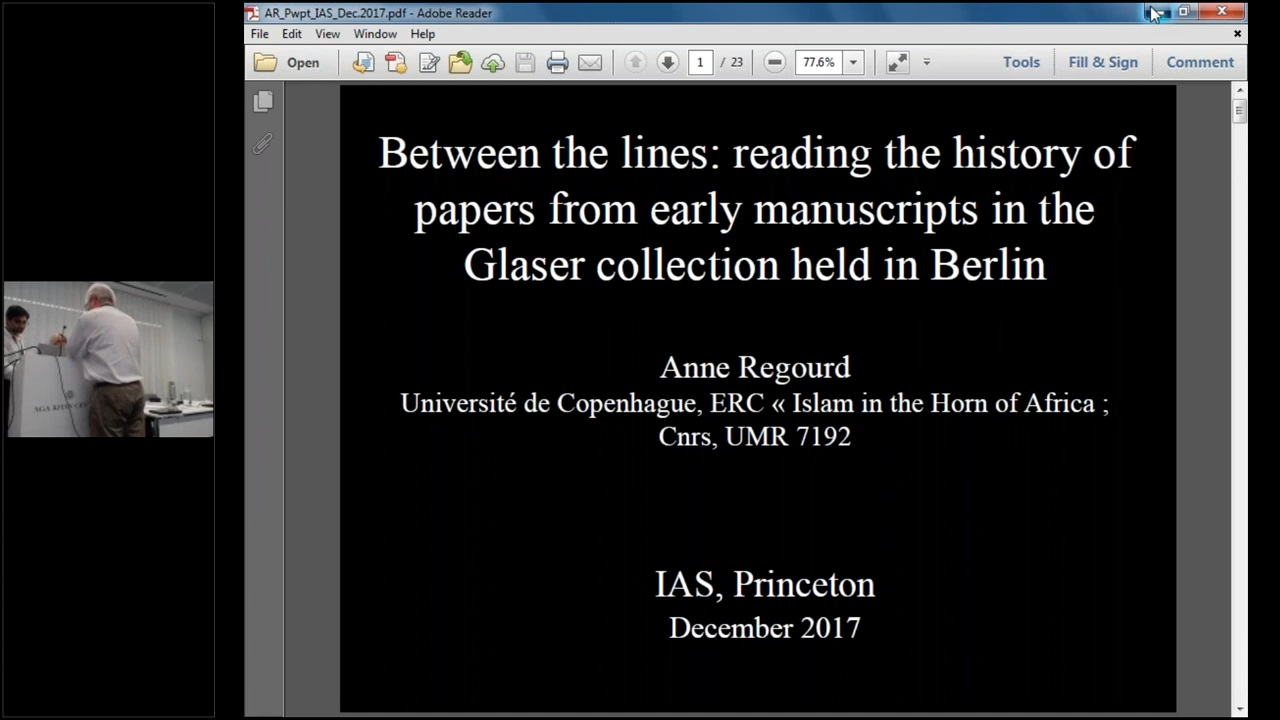 AR_Pwpt_IAS_Dec.2017.pdf - Adobe Reader
File Edit View Window Help
Open 1 / 23 77.6% Tools Fill & Sign Comment
Between the lines: reading the history of
papers from early manuscripts in the
Glaser collection held in Berlin
Anne Regourd
Université de Copenhague, ERC « Islam in the Horn of Africa ;
Cnrs, UMR 7192
IAS, Princeton
December 2017
AGA KHAN